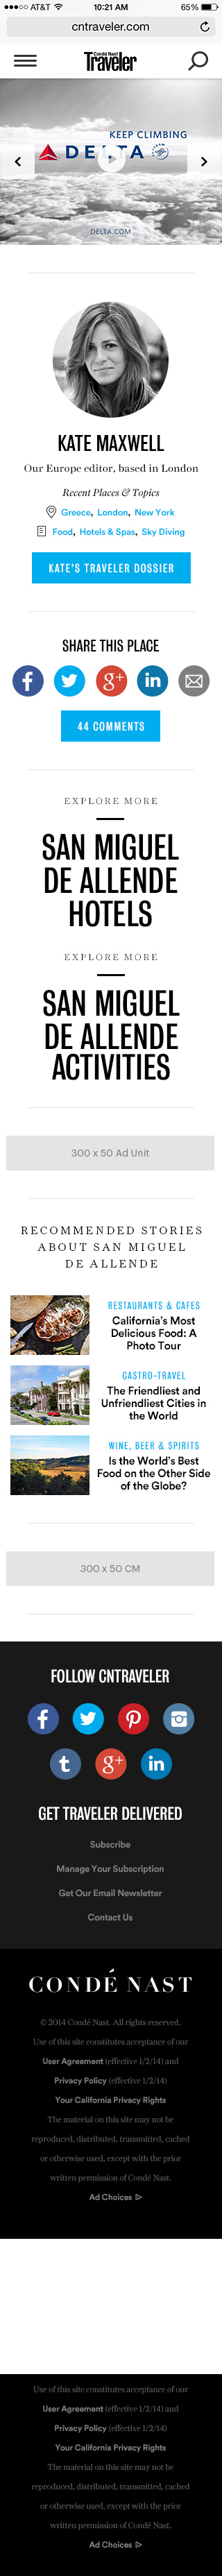 AT&T 10:21 AM 65%
cntraveler.com
Condé Nast
Traveler
KEEP CLIMBING
DELTA
DELTA.COM
KATE MAXWELL
Our Europe editor, based in London
Recent Places & Topics
Greece, London, New York
Food, Hotels & Spas, Sky Diving
KATE'S TRAVELER DOSSIER
SHARE THIS PLACE
44 COMMENTS
EXPLORE MORE
SAN MIGUEL
DE ALLENDE
HOTELS
EXPLORE MORE
SAN MIGUEL
DE ALLENDE
ACTIVITIES
300 x 50 Ad Unit
RECOMMENDED STORIES
ABOUT SAN MIGUEL
DE ALLENDE
RESTAURANTS & CAFES
California's Most
Delicious Food: A
Photo Tour
GASTRO-TRAVEL
The Friendliest and
Unfriendliest Cities in
the World
WINE, BEER & SPIRITS
Is the World's Best
Food on the Other Side
of the Globe?
300 x 50 CM
FOLLOW CNTRAVELER
GET TRAVELER DELIVERED
Subscribe
Manage Your Subscription
Get Our Email Newsletter
Contact Us
CONDÉ NAST
© 2014 Condé Nast. All rights reserved.
Use of this site constitutes acceptance of our
User Agreement (effective 1/2/14) and
Privacy Policy (effective 1/2/14)
Your California Privacy Rights
The material on this site may not be
reproduced, distributed, transmitted, cached
or otherwise used, except with the prior
written permission of Condé Nast.
Ad Choices
Use of this site constitutes acceptance of our
User Agreement (effective 1/2/14) and
Privacy Policy (effective 1/2/14)
Your California Privacy Rights
The material on this site may not be
reproduced, distributed, transmitted, cached
or otherwise used, except with the prior
written permission of Condé Nast.
Ad Choices